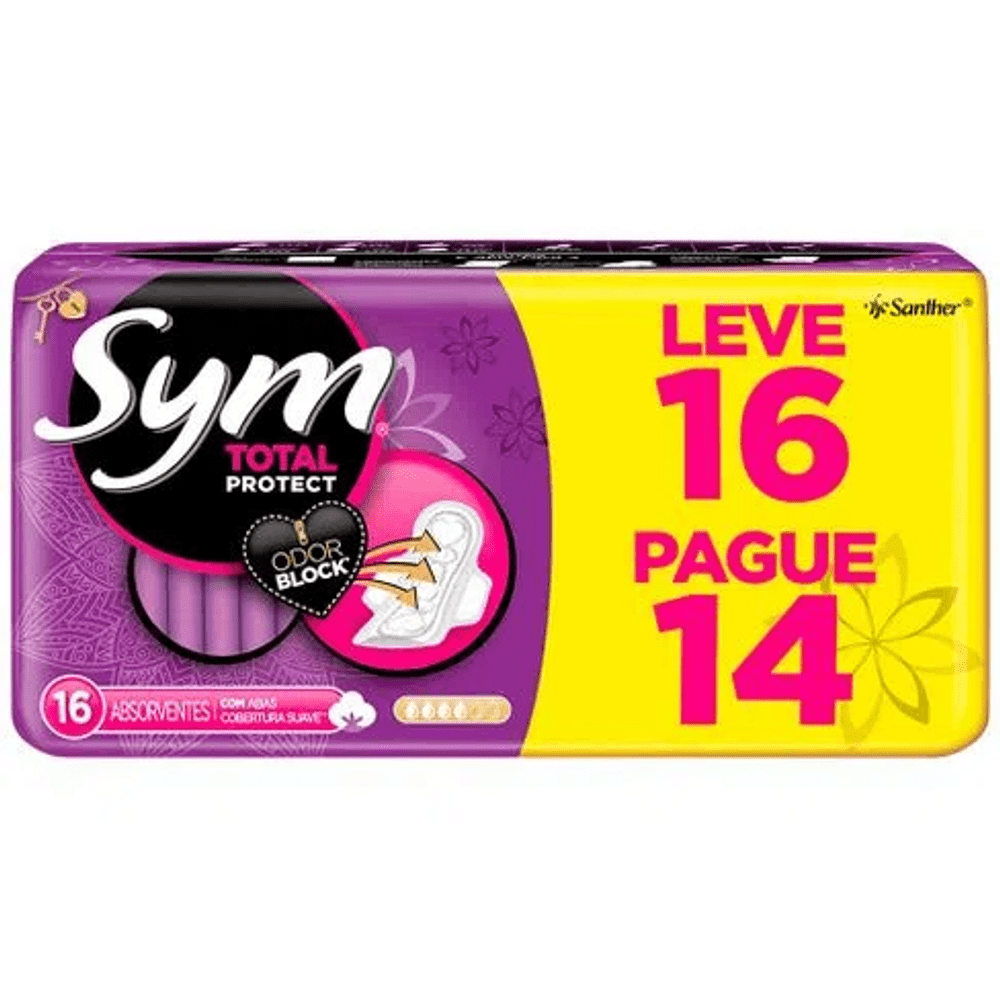 Sym®
TOTAL
PROTECT
ODOR
BLOCK
16 ABSORVENTES
COM ABAS
COBERTURA SUAVE
LEVE
16
PAGUE
14
Santher®